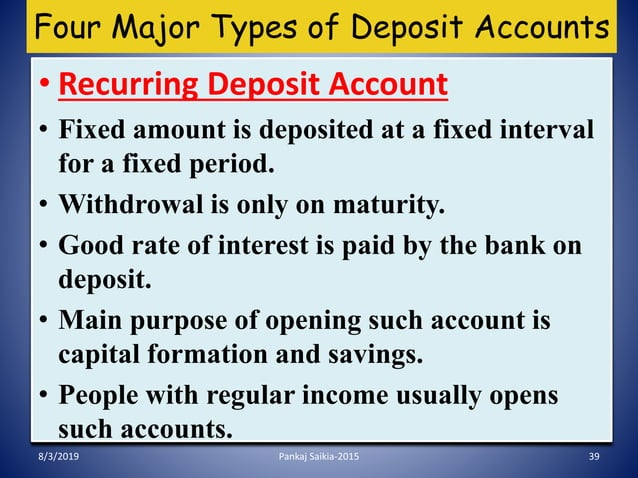 Four Major Types of Deposit Accounts
• Recurring Deposit Account
• Fixed amount is deposited at a fixed interval
for a fixed period.
• Withdrowal is only on maturity.
• Good rate of interest is paid by the bank on
deposit.
• Main purpose of opening such account is
capital formation and savings.
• People with regular income usually opens
such accounts.
8/3/2019 Pankaj Saikia-2015 39